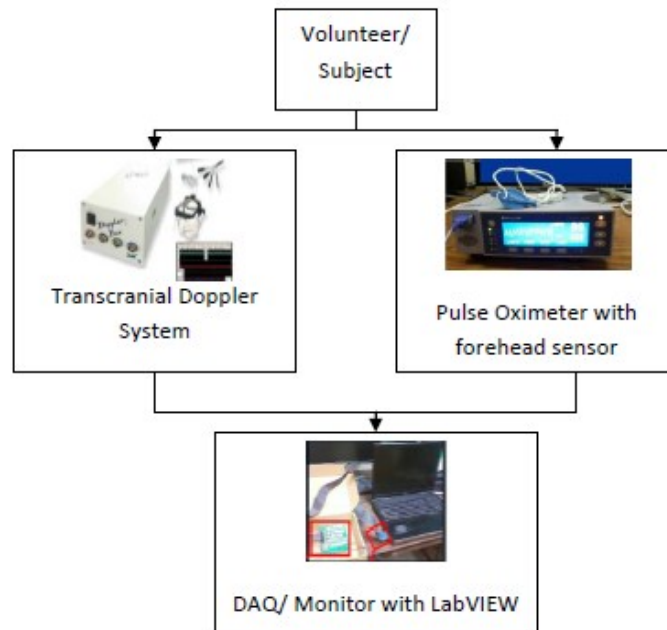 Volunteer/
Subject
Transcranial Doppler
System
Pulse Oximeter with
forehead sensor
DAQ/ Monitor with LabVIEW